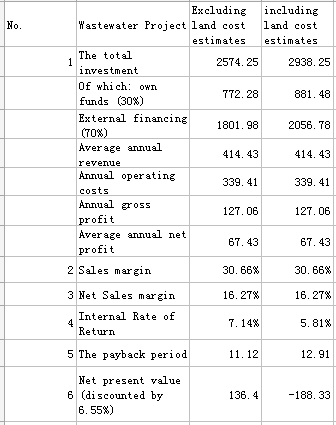 No. Wastewater Project Excluding land cost estimates including land cost estimates
1 The total investment 2574.25 2938.25
Of which: own funds (30%) 772.28 881.48
External financing (70%) 1801.98 2056.78
Average annual revenue 414.43 414.43
Annual operating costs 339.41 339.41
Annual gross profit 127.06 127.06
Average annual net profit 67.43 67.43
2 Sales margin 30.66% 30.66%
3 Net Sales margin 16.27% 16.27%
4 Internal Rate of Return 7.14% 5.81%
5 The payback period 11.12 12.91
6 Net present value (discounted by 6.55%) 136.4 -188.33